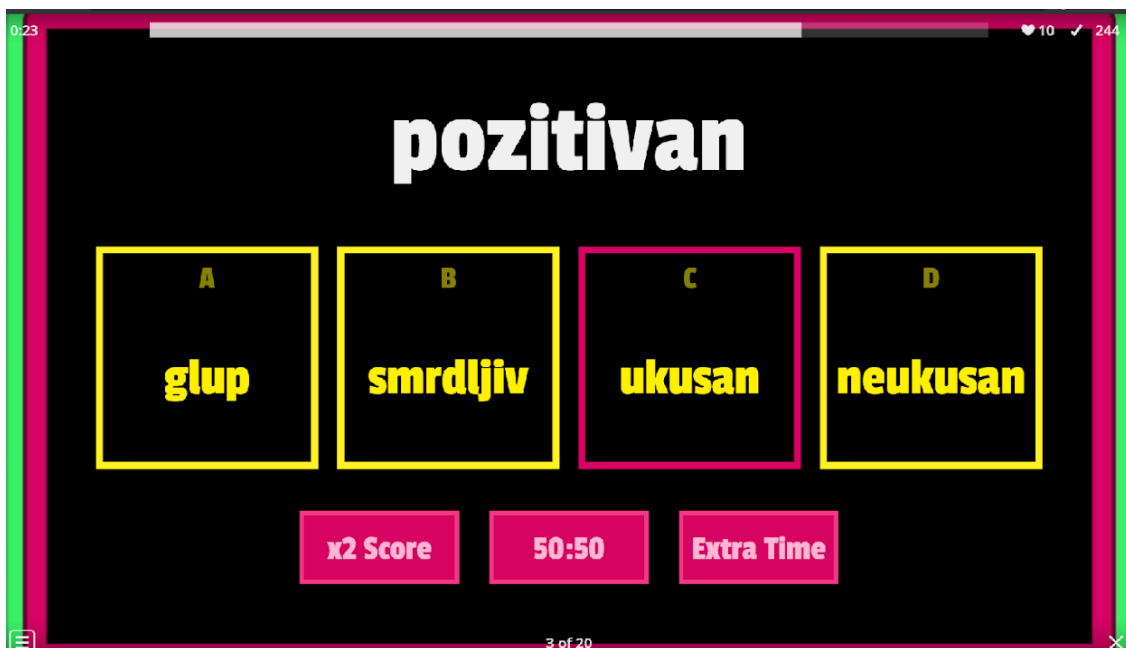 0:23
10 ✓ 244
pozitivan
A
B
C
D
glup
smrdljiv
ukusan
neukusan
x2 Score
50:50
Extra Time
3 of 20